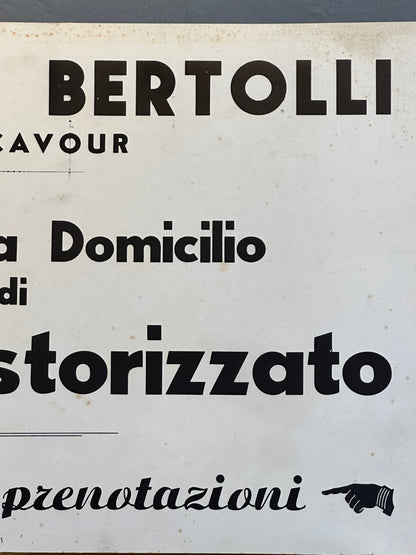 BERTOLLI
CAVOUR
a Domicilio
di
storizzato
prenotazioni